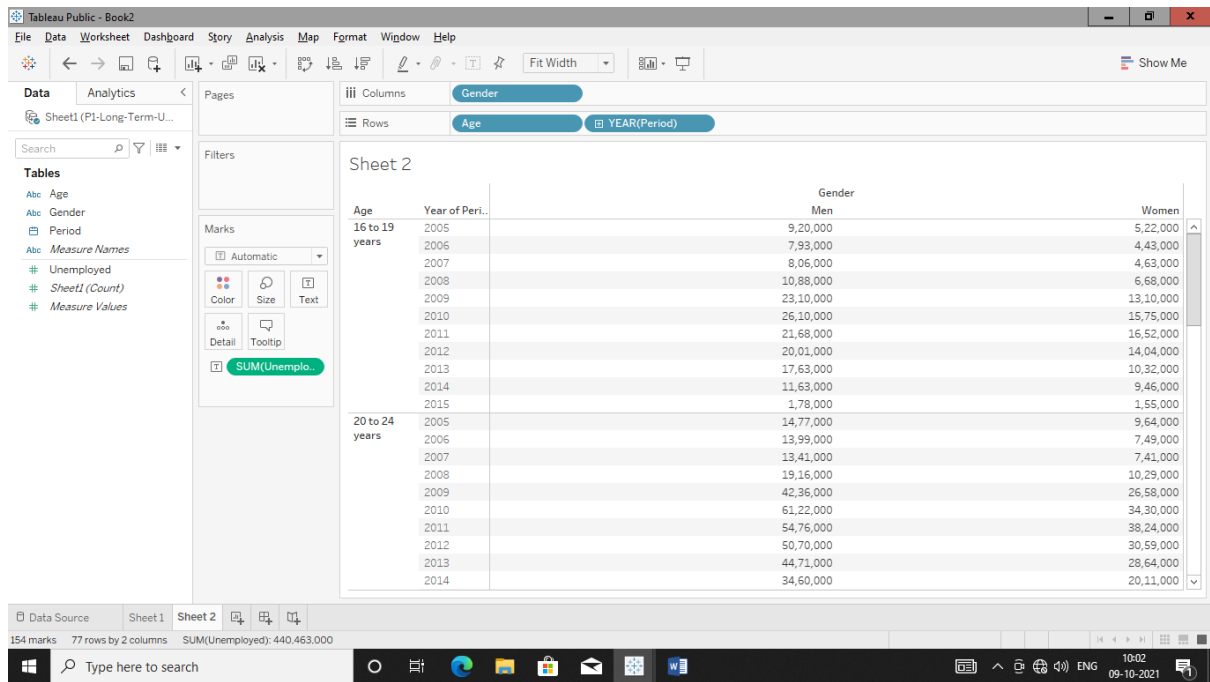 Tableau Public - Book2
File Data Worksheet Dashboard Story Analysis Map Format Window Help
Fit Width
Show Me
Data Analytics
Sheet1 (P1-Long-Term-U...
Search
Tables
Abc Age
Abc Gender
Period
Abc Measure Names
# Unemployed
# Sheet1 (Count)
# Measure Values
Pages
Filters
Marks
Automatic
Color Size Text
Detail Tooltip
SUM(Unemplo..
Columns Gender
Rows Age YEAR(Period)
Sheet 2
Gender
Age Year of Peri.. Men Women
16 to 19 years 2005 9,20,000 5,22,000
2006 7,93,000 4,43,000
2007 8,06,000 4,63,000
2008 10,88,000 6,68,000
2009 23,10,000 13,10,000
2010 26,10,000 15,75,000
2011 21,68,000 16,52,000
2012 20,01,000 14,04,000
2013 17,63,000 10,32,000
2014 11,63,000 9,46,000
2015 1,78,000 1,55,000
20 to 24 years 2005 14,77,000 9,64,000
2006 13,99,000 7,49,000
2007 13,41,000 7,41,000
2008 19,16,000 10,29,000
2009 42,36,000 26,58,000
2010 61,22,000 34,30,000
2011 54,76,000 38,24,000
2012 50,70,000 30,59,000
2013 44,71,000 28,64,000
2014 34,60,000 20,11,000
Data Source Sheet 1 Sheet 2
154 marks 77 rows by 2 columns SUM(Unemployed): 440,463,000
Type here to search
ENG 10:02
09-10-2021